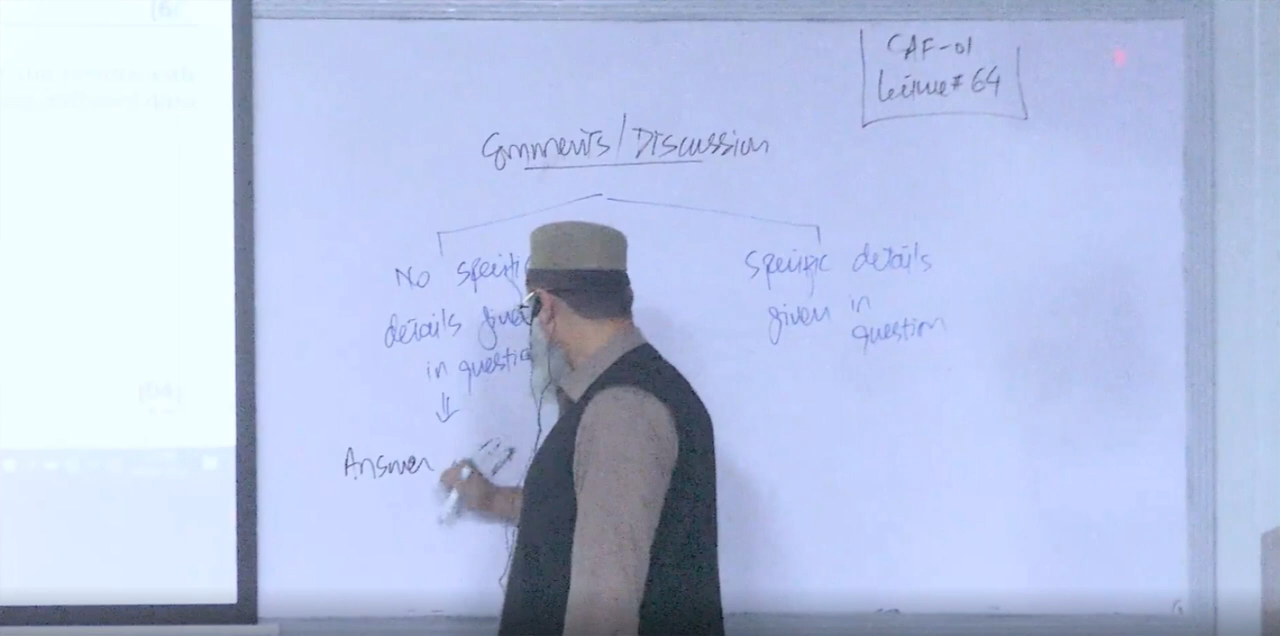 CAF-01
Lecture # 64
Comments/Discussion
No specific
details given
in question
Answer
Specific details
given in
question